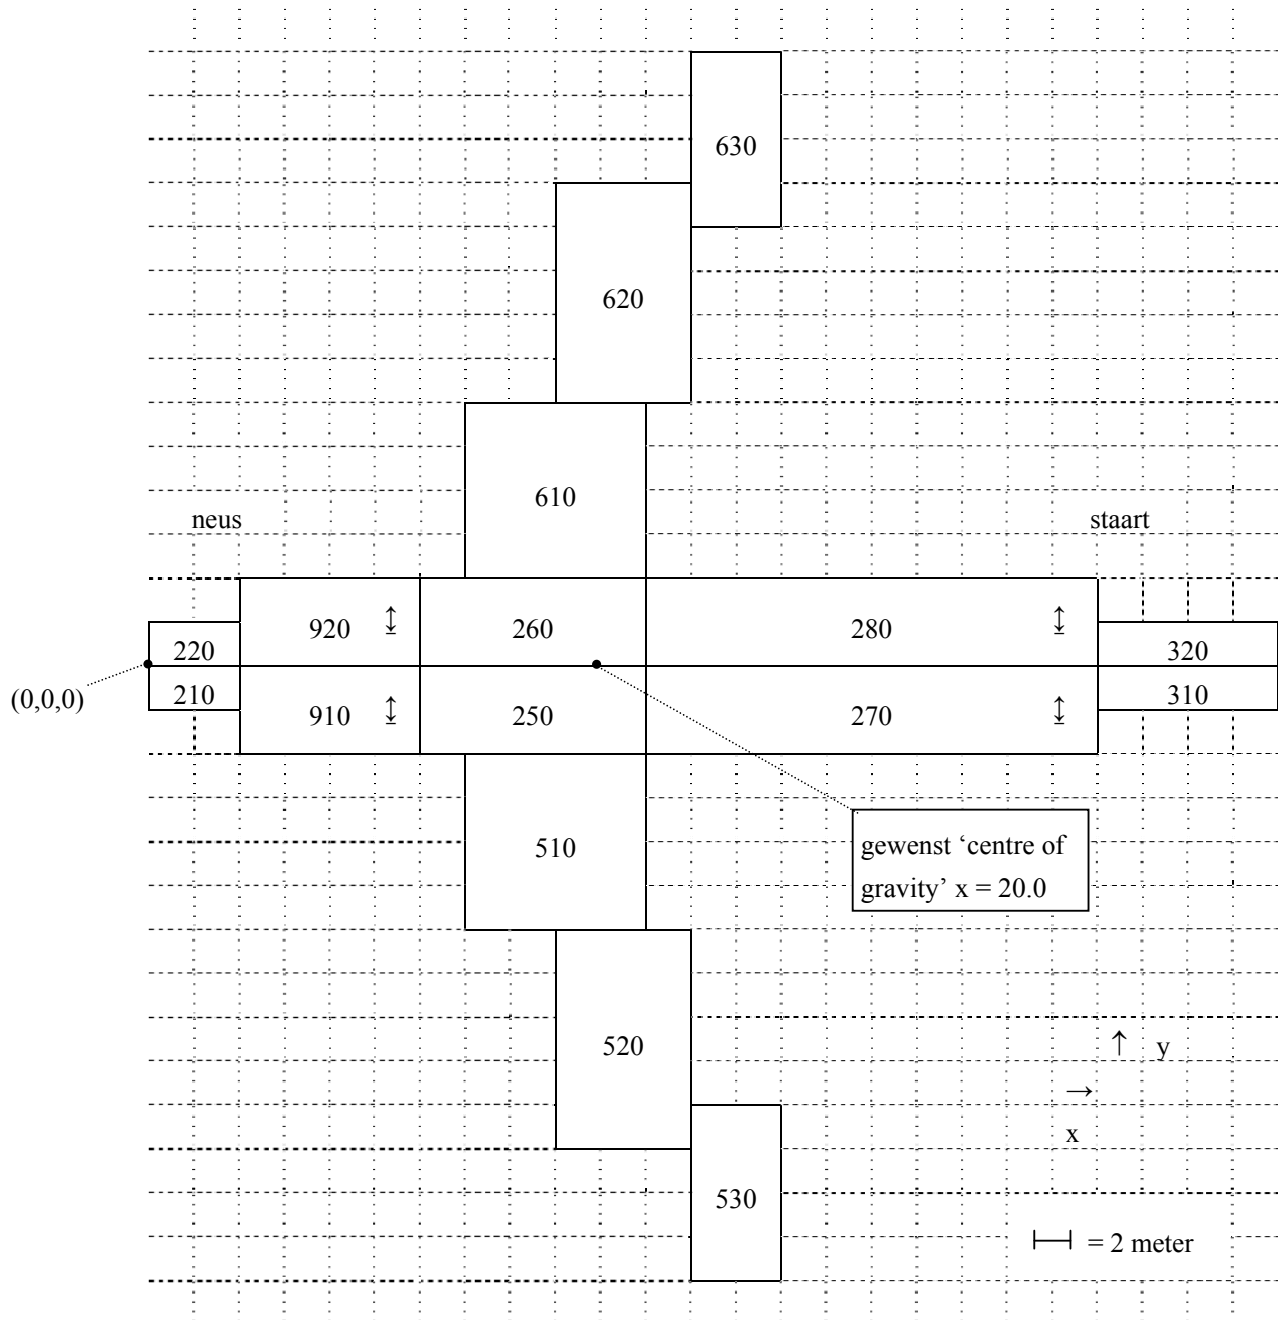 630
620
610
neus
staart
920 ↕
260
280 ↕
220
320
(0,0,0)
210
910 ↕
250
270 ↕
310
510
gewenst ‘centre of
gravity’ x = 20.0
520
↑ y
→
x
530
= 2 meter